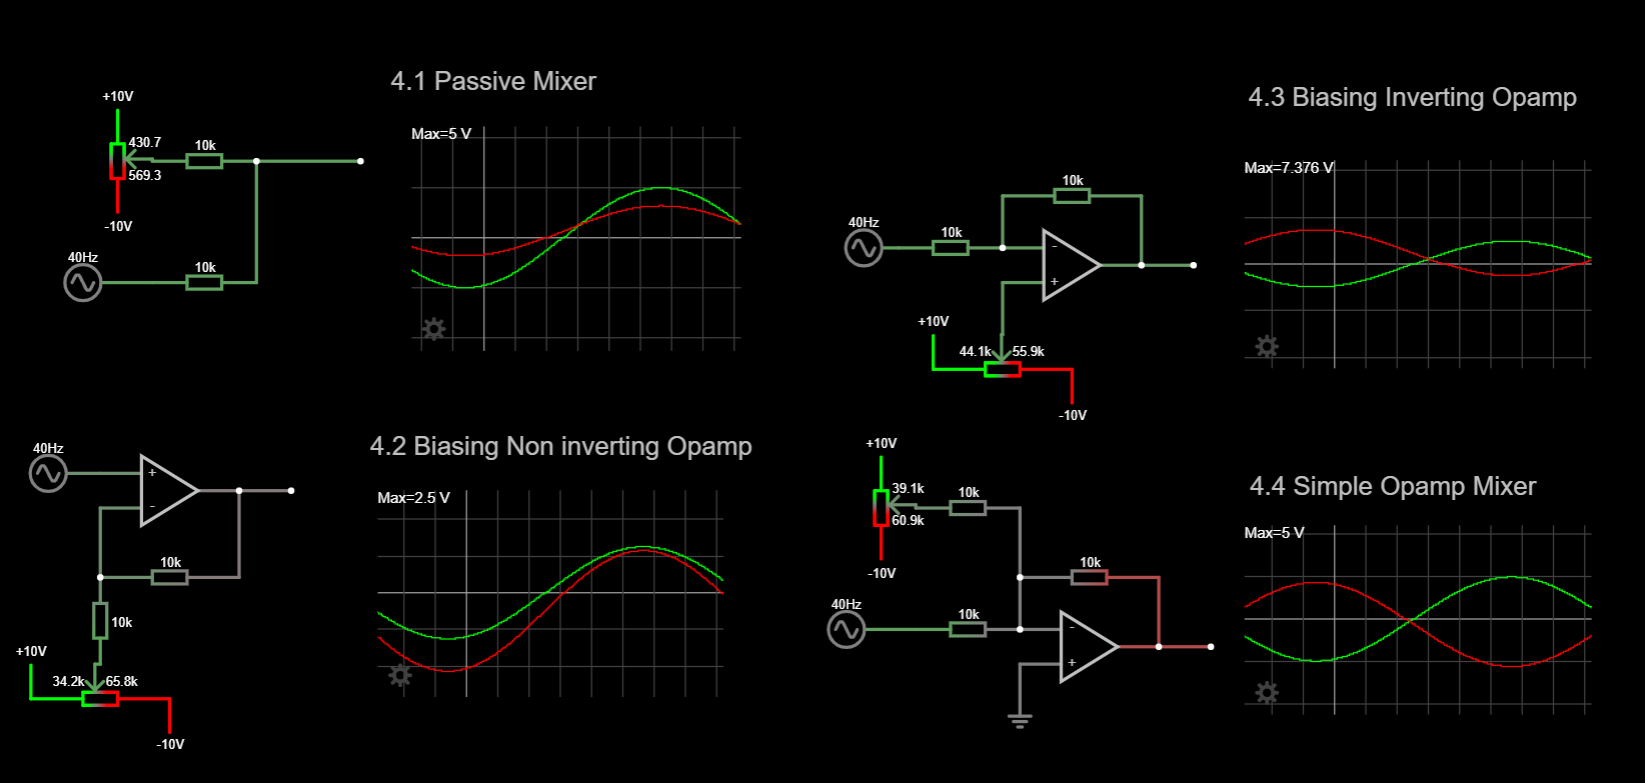 4.1 Passive Mixer
+10V
430.7
569.3
10k
-10V
40Hz
10k
Max=5 V
4.3 Biasing Inverting Opamp
10k
40Hz
10k
-
+
+10V
44.1k
55.9k
-10V
Max=7.376 V
4.2 Biasing Non inverting Opamp
40Hz
+
-
10k
10k
+10V
34.2k
65.8k
-10V
Max=2.5 V
4.4 Simple Opamp Mixer
+10V
39.1k
60.9k
10k
-10V
10k
40Hz
10k
-
+
Max=5 V